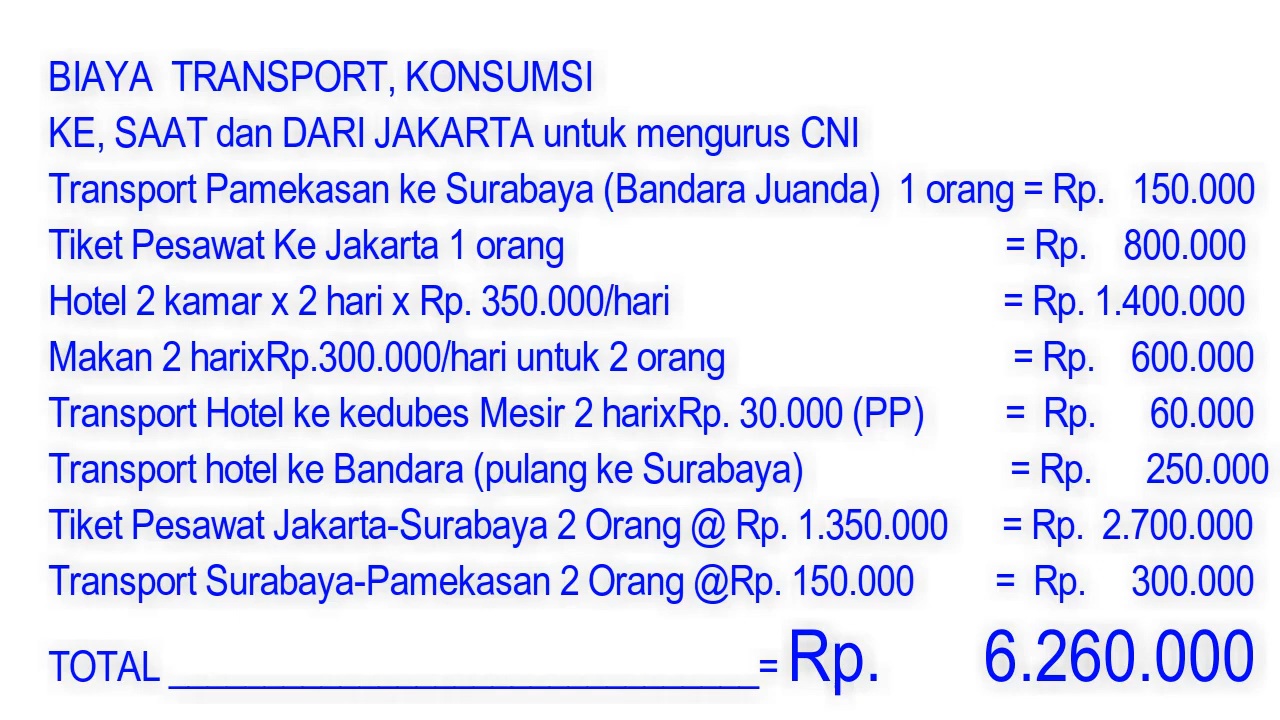 BIAYA TRANSPORT, KONSUMSI
KE, SAAT dan DARI JAKARTA untuk mengurus CNI
Transport Pamekasan ke Surabaya (Bandara Juanda) 1 orang = Rp. 150.000
Tiket Pesawat Ke Jakarta 1 orang = Rp. 800.000
Hotel 2 kamar x 2 hari x Rp. 350.000/hari = Rp. 1.400.000
Makan 2 harixRp.300.000/hari untuk 2 orang = Rp. 600.000
Transport Hotel ke kedubes Mesir 2 harixRp. 30.000 (PP) = Rp. 60.000
Transport hotel ke Bandara (pulang ke Surabaya) = Rp. 250.000
Tiket Pesawat Jakarta-Surabaya 2 Orang @ Rp. 1.350.000 = Rp. 2.700.000
Transport Surabaya-Pamekasan 2 Orang @Rp. 150.000 = Rp. 300.000
TOTAL _______________________________= Rp. 6.260.000